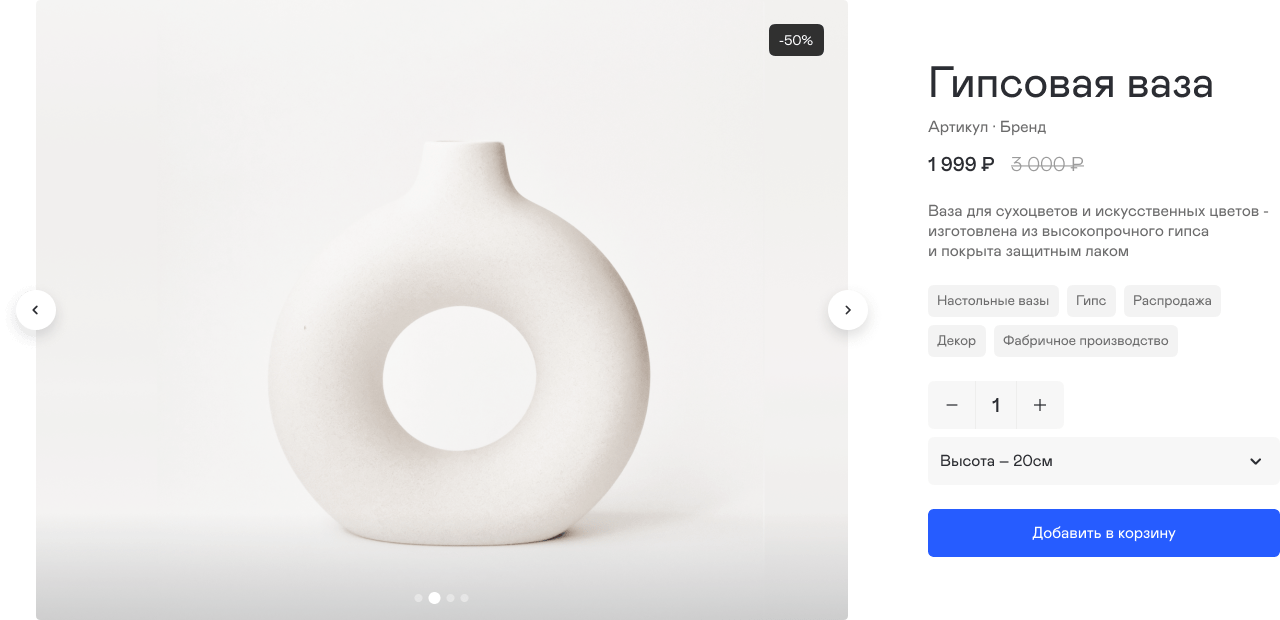 -50%
Гипсовая ваза
Артикул · Бренд
1 999 ₽ 3 000 ₽
Ваза для сухоцветов и искусственных цветов -
изготовлена из высокопрочного гипса
и покрыта защитным лаком
Настольные вазы Гипс Распродажа
Декор Фабричное производство
− 1 +
Высота – 20см
Добавить в корзину